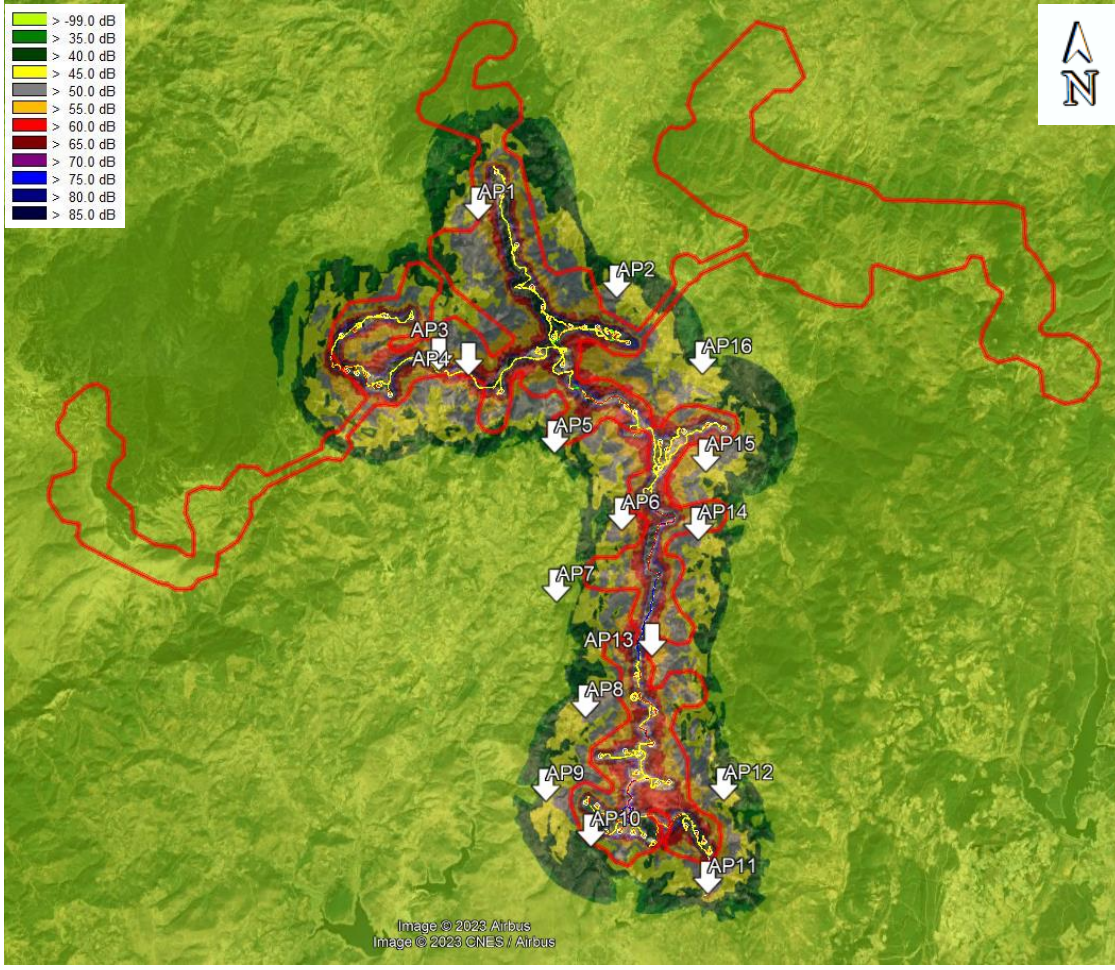 > -99.0 dB
> 35.0 dB
> 40.0 dB
> 45.0 dB
> 50.0 dB
> 55.0 dB
> 60.0 dB
> 65.0 dB
> 70.0 dB
> 75.0 dB
> 80.0 dB
> 85.0 dB
N
AP1
AP2
AP3
AP16
AP4
AP5
AP15
AP6
AP14
AP7
AP13
AP8
AP9
AP12
AP10
AP11
Image © 2023 Airbus
Image © 2023 CNES / Airbus